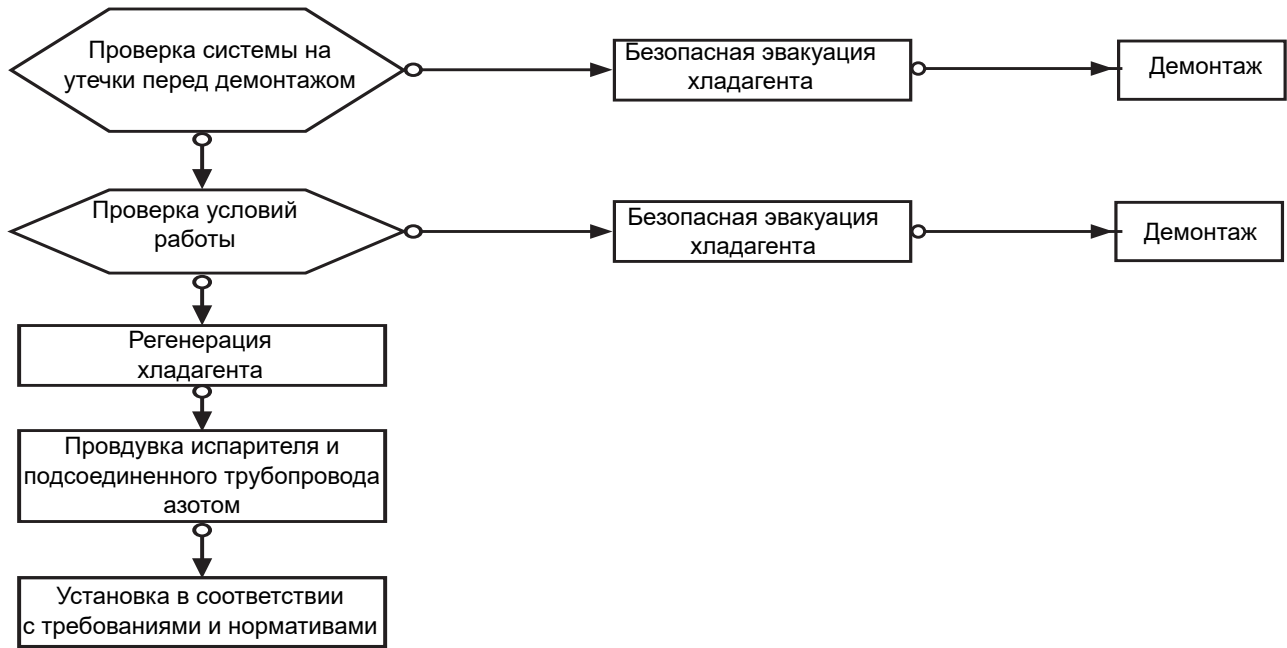 Проверка системы на
утечки перед демонтажом
Безопасная эвакуация
хладагента
Демонтаж
Проверка условий
работы
Безопасная эвакуация
хладагента
Демонтаж
Регенерация
хладагента
Провдувка испарителя и
подсоединенного трубопровода
азотом
Установка в соответствии
с требованиями и нормативами